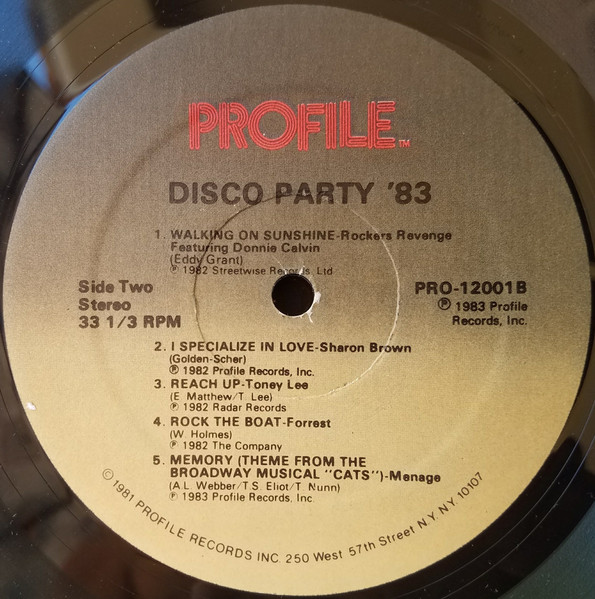 PROFILE™
DISCO PARTY '83
1. WALKING ON SUNSHINE-Rockers Revenge
Featuring Donnie Calvin
(Eddy Grant)
℗ 1982 Streetwise Records, Ltd
Side Two
Stereo
33 1/3 RPM
PRO-12001B
℗ 1983 Profile
Records, Inc.
2. I SPECIALIZE IN LOVE-Sharon Brown
(Golden-Scher)
℗ 1982 Profile Records, Inc.
3. REACH UP-Toney Lee
(E. Matthew/T. Lee)
℗ 1982 Radar Records
4. ROCK THE BOAT-Forrest
(W. Holmes)
℗ 1982 The Company
5. MEMORY (THEME FROM THE
BROADWAY MUSICAL "CATS")-Menage
(A.L. Webber/T.S. Eliot/T. Nunn)
℗ 1983 Profile Records, Inc.
© 1981 PROFILE RECORDS INC. 250 West 57th Street N.Y. N.Y. 10107